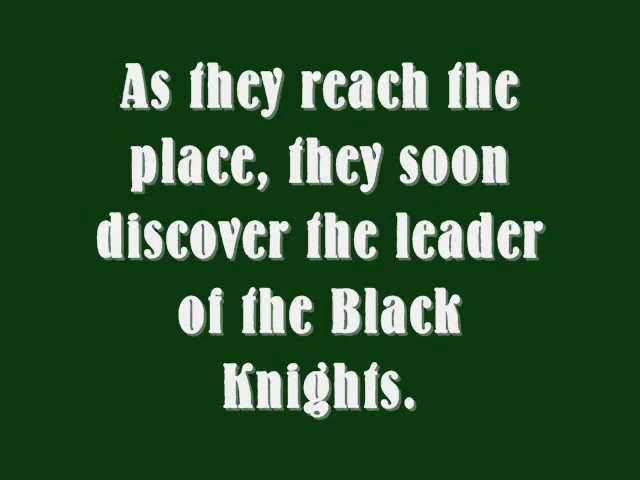 As they reach the
place, they soon
discover the leader
of the Black
Knights.